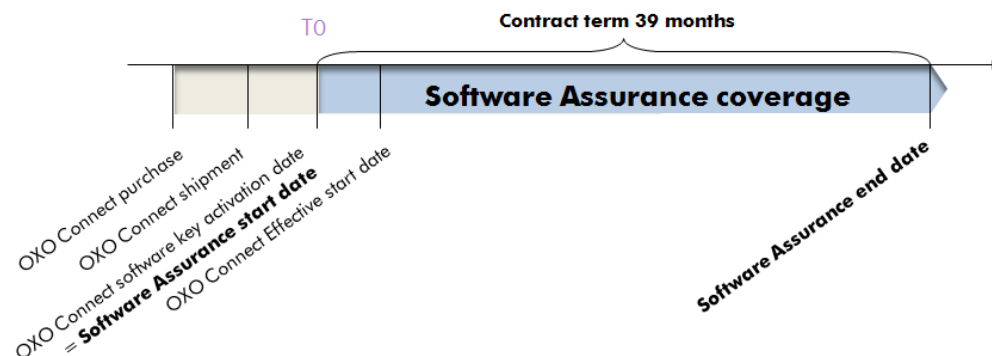 Contract term 39 months
T0
Software Assurance coverage
OXO Connect purchase
OXO Connect shipment
OXO Connect software key activation date
= Software Assurance start date
OXO Connect Effective start date
Software Assurance end date